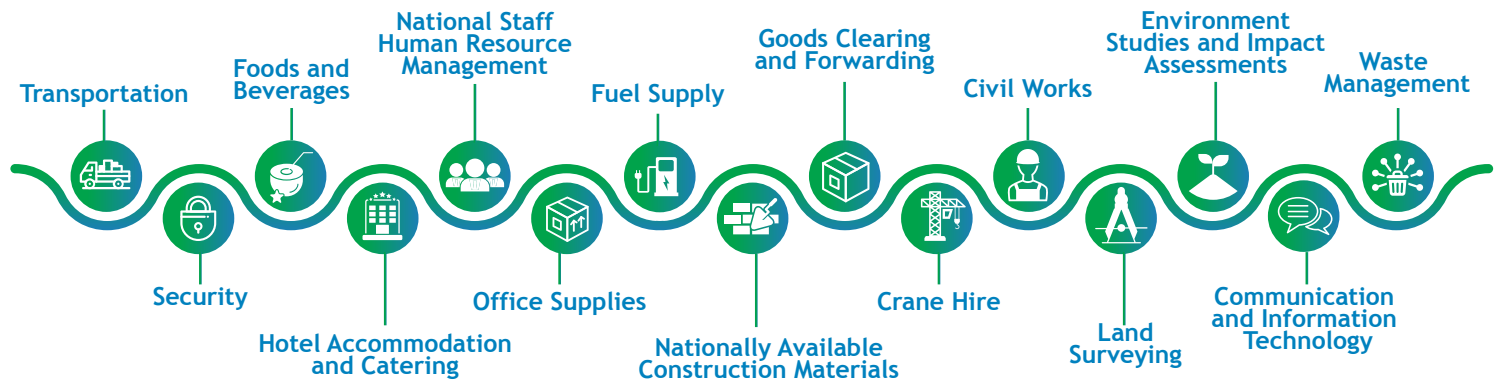 Transportation
Security
Foods and
Beverages
Hotel Accommodation
and Catering
National Staff
Human Resource
Management
Office Supplies
Fuel Supply
Nationally Available
Construction Materials
Goods Clearing
and Forwarding
Crane Hire
Civil Works
Land
Surveying
Environment
Studies and Impact
Assessments
Communication
and Information
Technology
Waste
Management